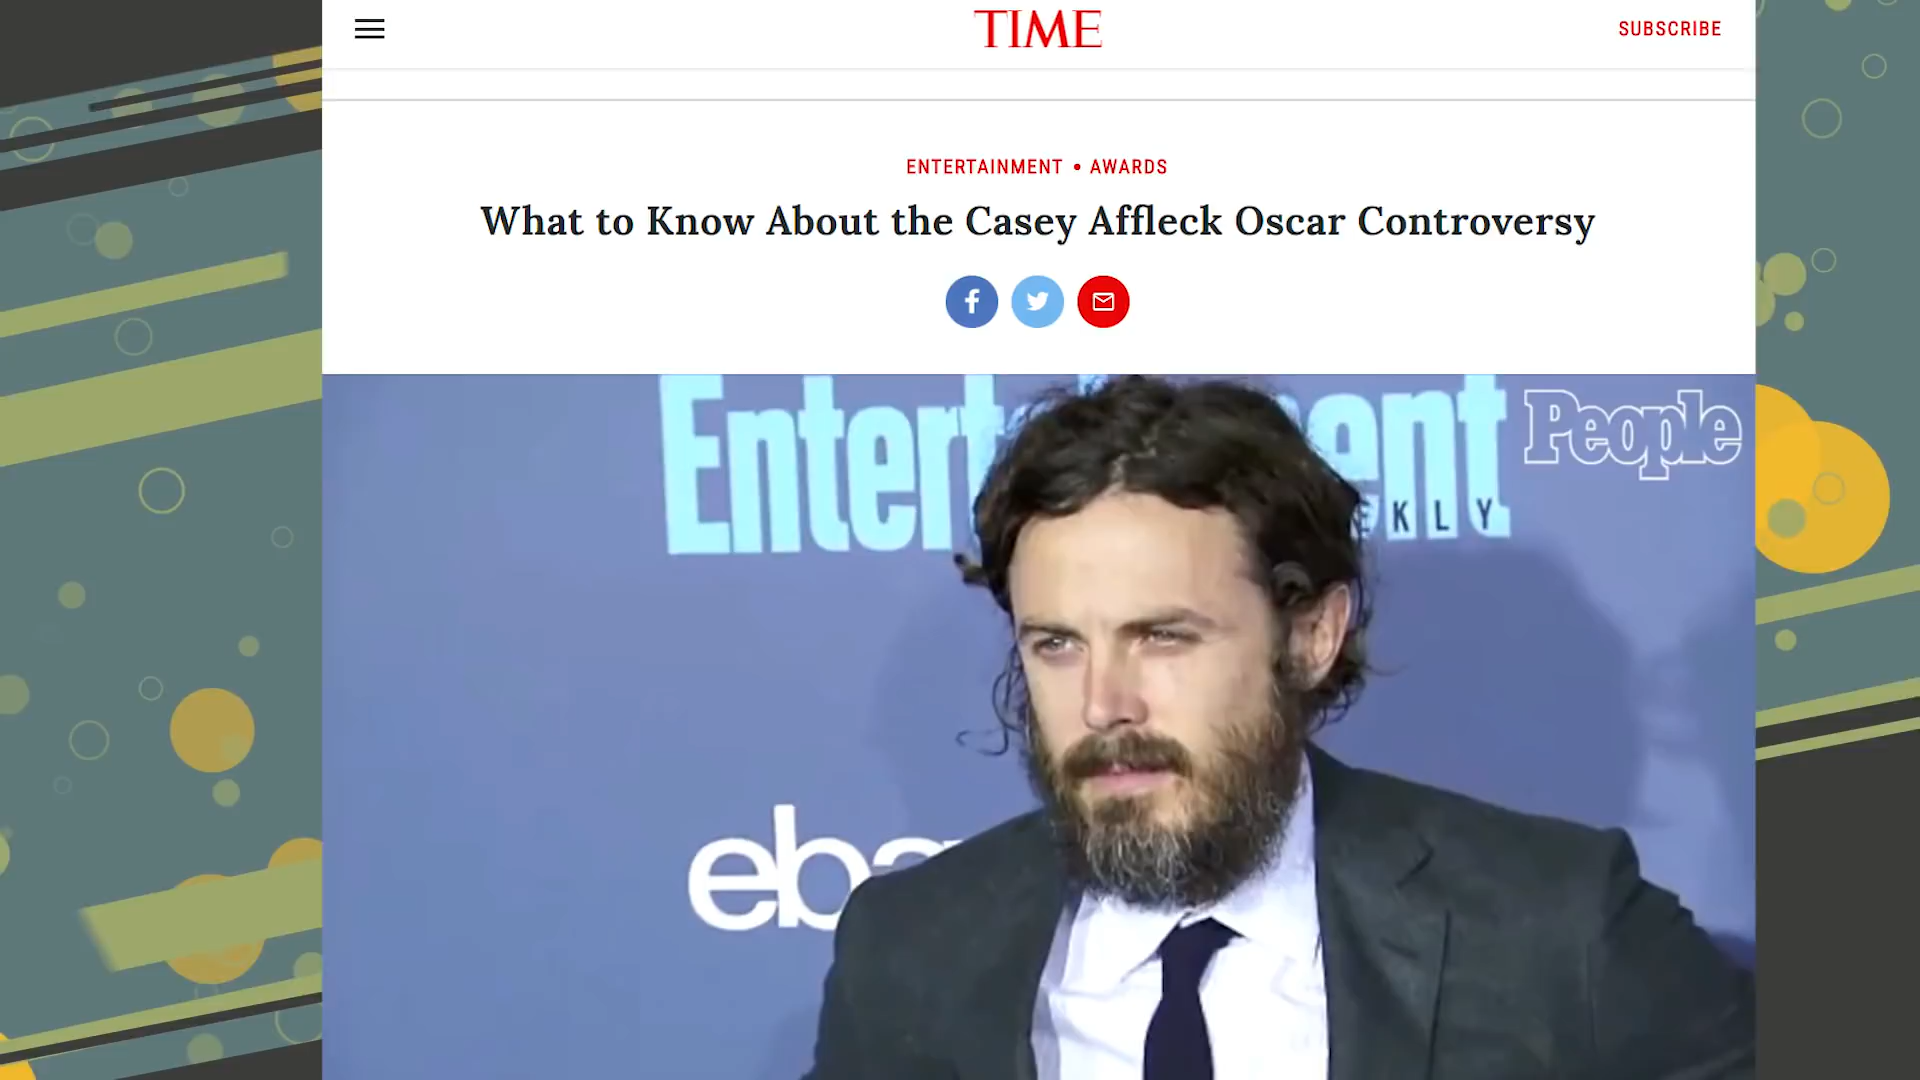 TIME
SUBSCRIBE
ENTERTAINMENT • AWARDS
What to Know About the Casey Affleck Oscar Controversy
People